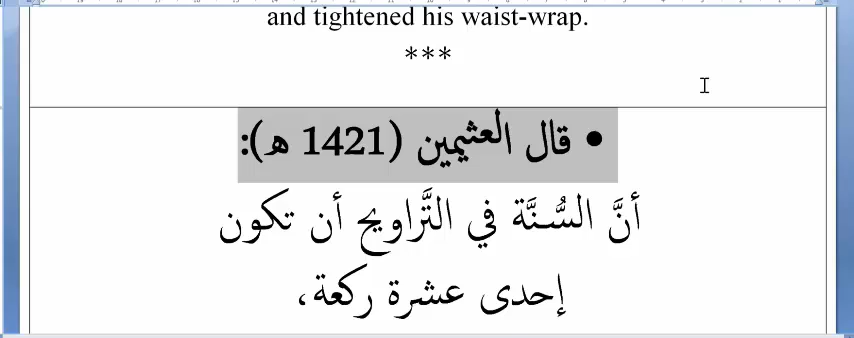 and tightened his waist-wrap.
***
• قال العثيمين (1421 هـ):
أنَّ السُّنَّة في التَّراويح أن تكون
إحدى عشرة ركعة،